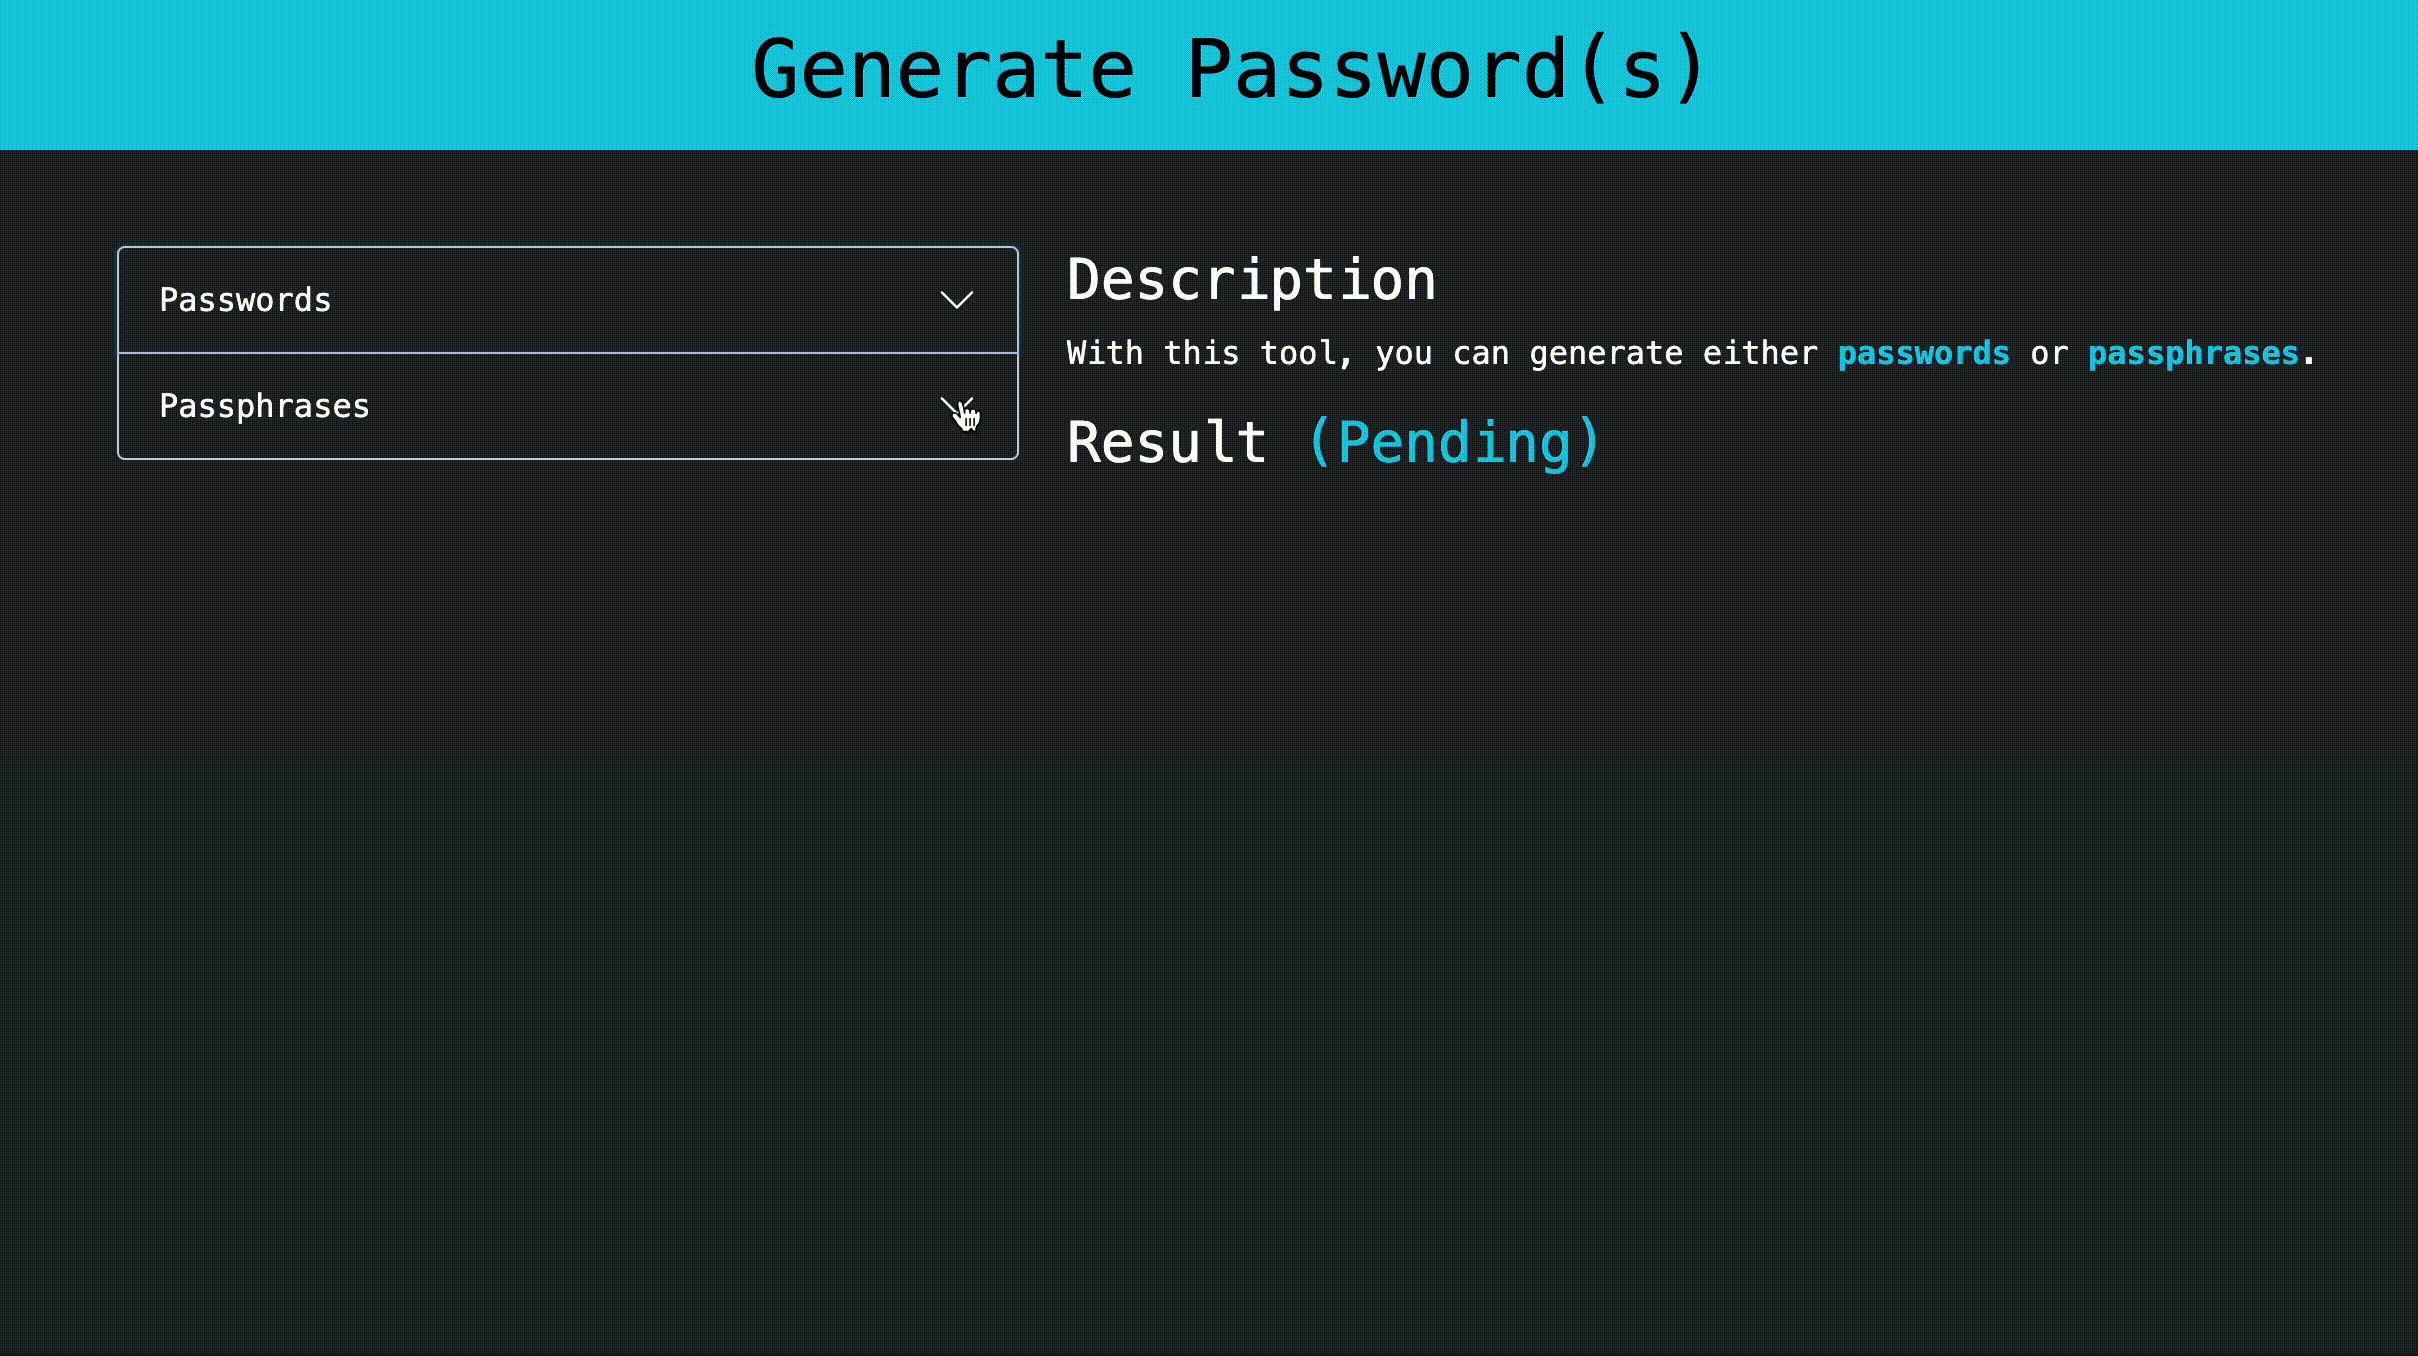 Generate Password(s)
Passwords
Passphrases
Description
With this tool, you can generate either passwords or passphrases.
Result (Pending)